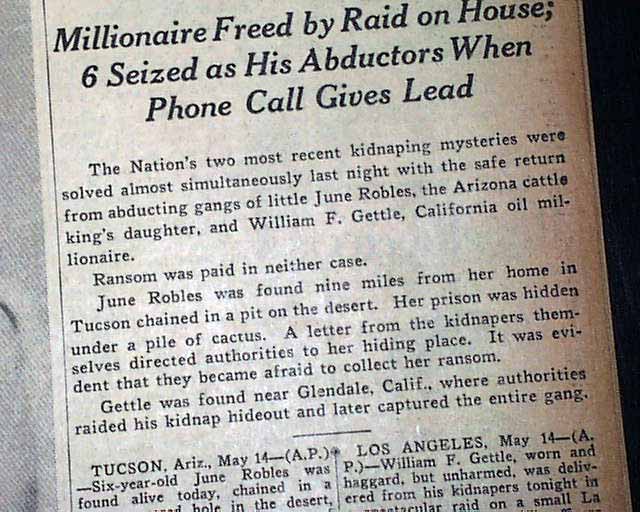 Millionaire Freed by Raid on House;
6 Seized as His Abductors When
Phone Call Gives Lead
The Nation's two most recent kidnaping mysteries were
solved almost simultaneously last night with the safe return
from abducting gangs of little June Robles, the Arizona cattle
king's daughter, and William F. Gettle, California oil mil-
lionaire.
Ransom was paid in neither case.
June Robles was found nine miles from her home in
Tucson chained in a pit on the desert. Her prison was hidden
under a pile of cactus. A letter from the kidnapers them-
selves directed authorities to her hiding place. It was evi-
dent that they became afraid to collect her ransom.
Gettle was found near Glendale, Calif., where authorities
raided his kidnap hideout and later captured the entire gang.
TUCSON, Ariz., May 14—(A.P.)
—Six-year-old June Robles was
found alive today, chained in a
hole in the desert,
LOS ANGELES, May 14—(A.
P.)—William F. Gettle, worn and
haggard, but unharmed, was deliv-
ered from his kidnapers tonight in
raid on a small La